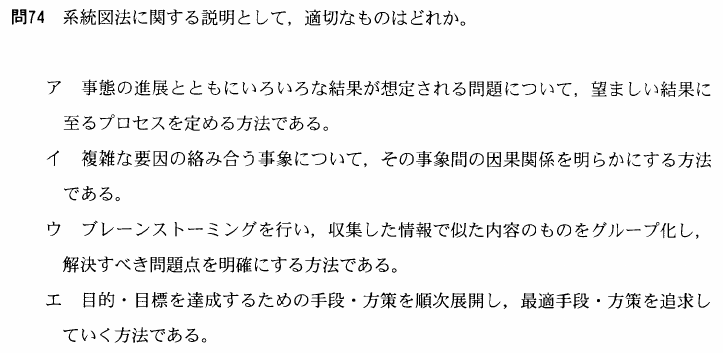 問74 系統図法に関する説明として，適切なものはどれか。
ア 事態の進展とともにいろいろな結果が想定される問題について，望ましい結果に
至るプロセスを定める方法である。
イ 複雑な要因の絡み合う事象について，その事象間の因果関係を明らかにする方法
である。
ウ ブレーンストーミングを行い，収集した情報で似た内容のものをグループ化し，
解決すべき問題点を明確にする方法である。
エ 目的・目標を達成するための手段・方策を順次展開し，最適手段・方策を追求し
ていく方法である。